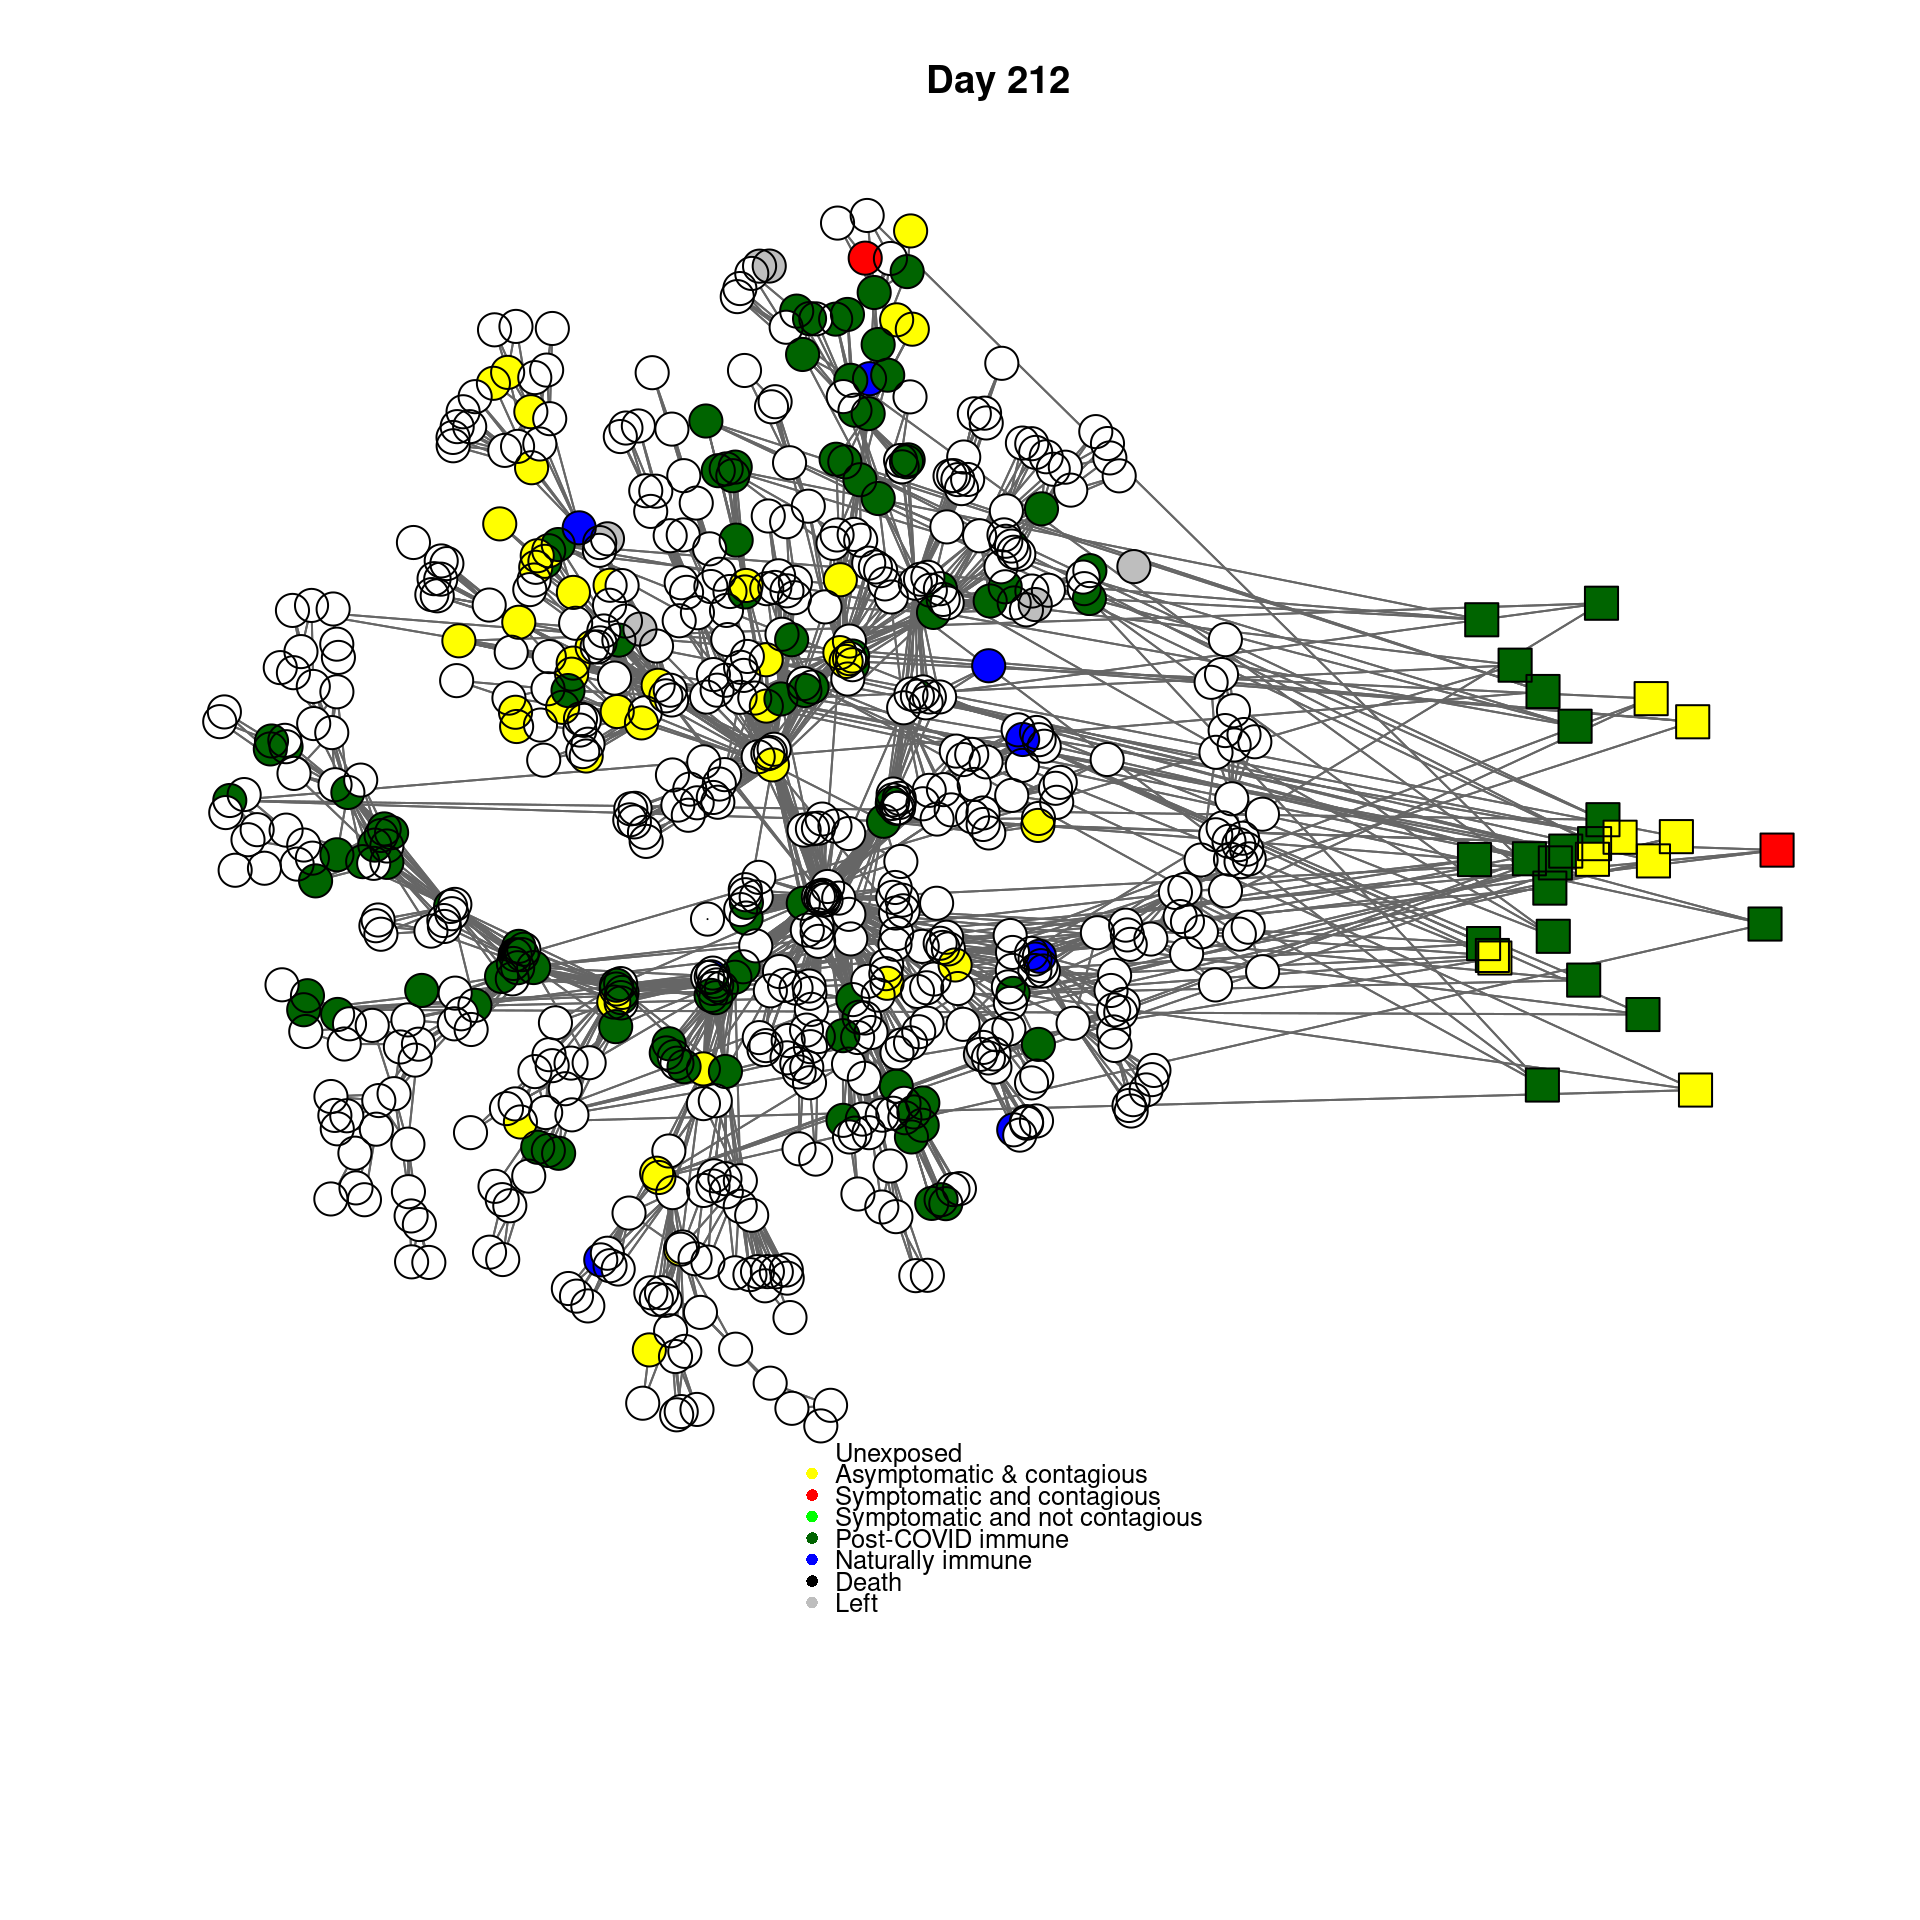 Day 212
Unexposed
Asymptomatic & contagious
Symptomatic and contagious
Symptomatic and not contagious
Post-COVID immune
Naturally immune
Death
Left